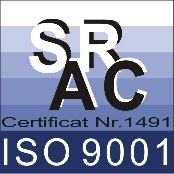 SR
AC
Certificat Nr.1491
ISO 9001